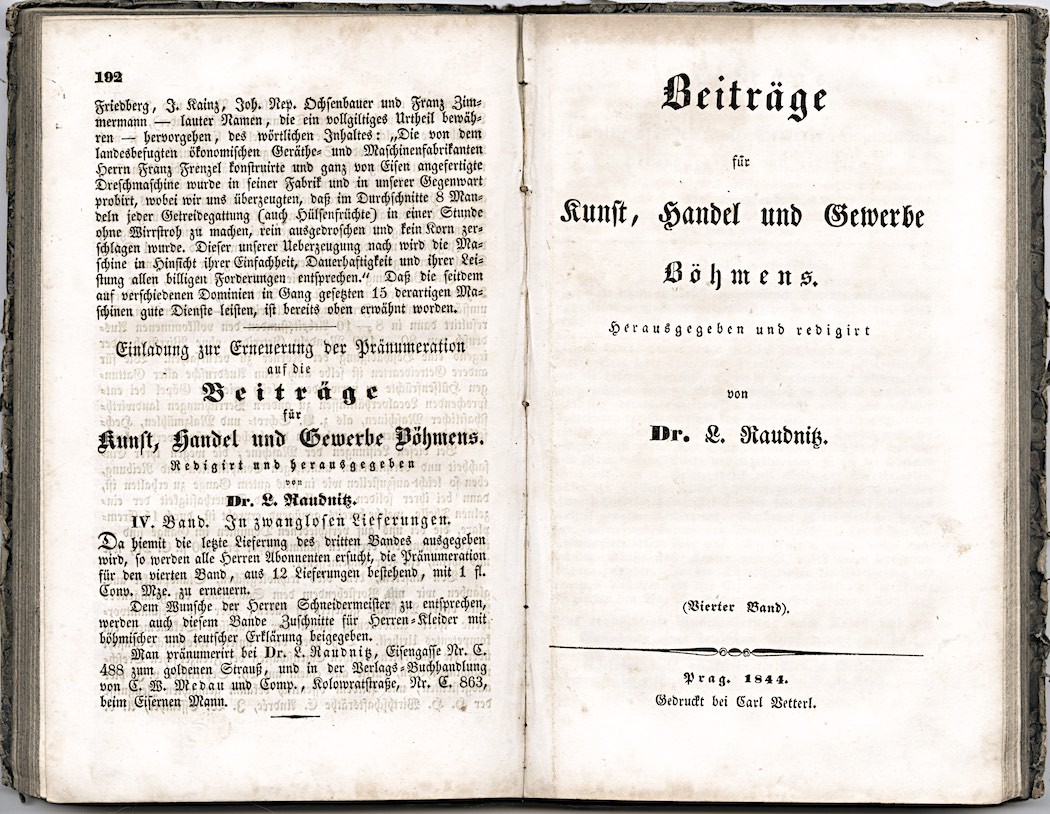 192
Friedberg, J. Kainz, Joh. Nep. Ochsenbauer und Franz Zim-
mermann — lauter Namen, die ein vollgiltiges Urtheil bewäh-
ren — hervorgehen, des wörtlichen Inhaltes: „Die von dem
landesbefugten ökonomischen Geräthe- und Maschinenfabrikanten
Herrn Franz Frenzel konstruirte und ganz von Eisen angefertigte
Dreschmaschine wurde in seiner Fabrik und in unserer Gegenwart
probirt, wobei wir uns überzeugten, daß im Durchschnitte 8 Man-
deln jeder Getreidegattung (auch Hülsenfrüchte) in einer Stunde
ohne Wirrstroh zu machen, rein ausgedroschen und kein Korn zer-
schlagen wurde. Dieser unserer Ueberzeugung nach wird die Ma-
schine in Hinsicht ihrer Einfachheit, Dauerhaftigkeit und ihrer Lei-
stung allen billigen Forderungen entsprechen.“ Daß die seitdem
auf verschiedenen Dominien in Gang gesetzten 15 derartigen Ma-
schinen gute Dienste leisten, ist bereits oben erwähnt worden.
Einladung zur Erneuerung der Pränumeration
auf die
Beiträge
für
Kunst, Handel und Gewerbe Böhmens.
Redigirt und herausgegeben
von
Dr. L. Raudnitz.
IV. Band. In zwanglosen Lieferungen.
Da hiemit die letzte Lieferung des dritten Bandes ausgegeben
wird, so werden alle Herren Abonnenten ersucht, die Pränumeration
für den vierten Band, aus 12 Lieferungen bestehend, mit 1 fl.
Conv. Mze. zu erneuern.
Dem Wunsche der Herren Schneidermeister zu entsprechen,
werden auch diesem Bande Zuschnitte für Herren-Kleider mit
böhmischer und teutscher Erklärung beigegeben.
Man pränumerirt bei Dr. L. Raudnitz, Eisengasse Nr. C.
488 zum goldenen Strauß, und in der Verlags-Buchhandlung
von C. W. Medau und Comp., Kolowratstraße, Nr. C. 863,
beim Eisernen Mann.
Beiträge
für
Kunst, Handel und Gewerbe
Böhmens.
Herausgegeben und redigirt
von
Dr. L. Raudnitz.
(Vierter Band).
Prag. 1844.
Gedruckt bei Carl Vetterl.